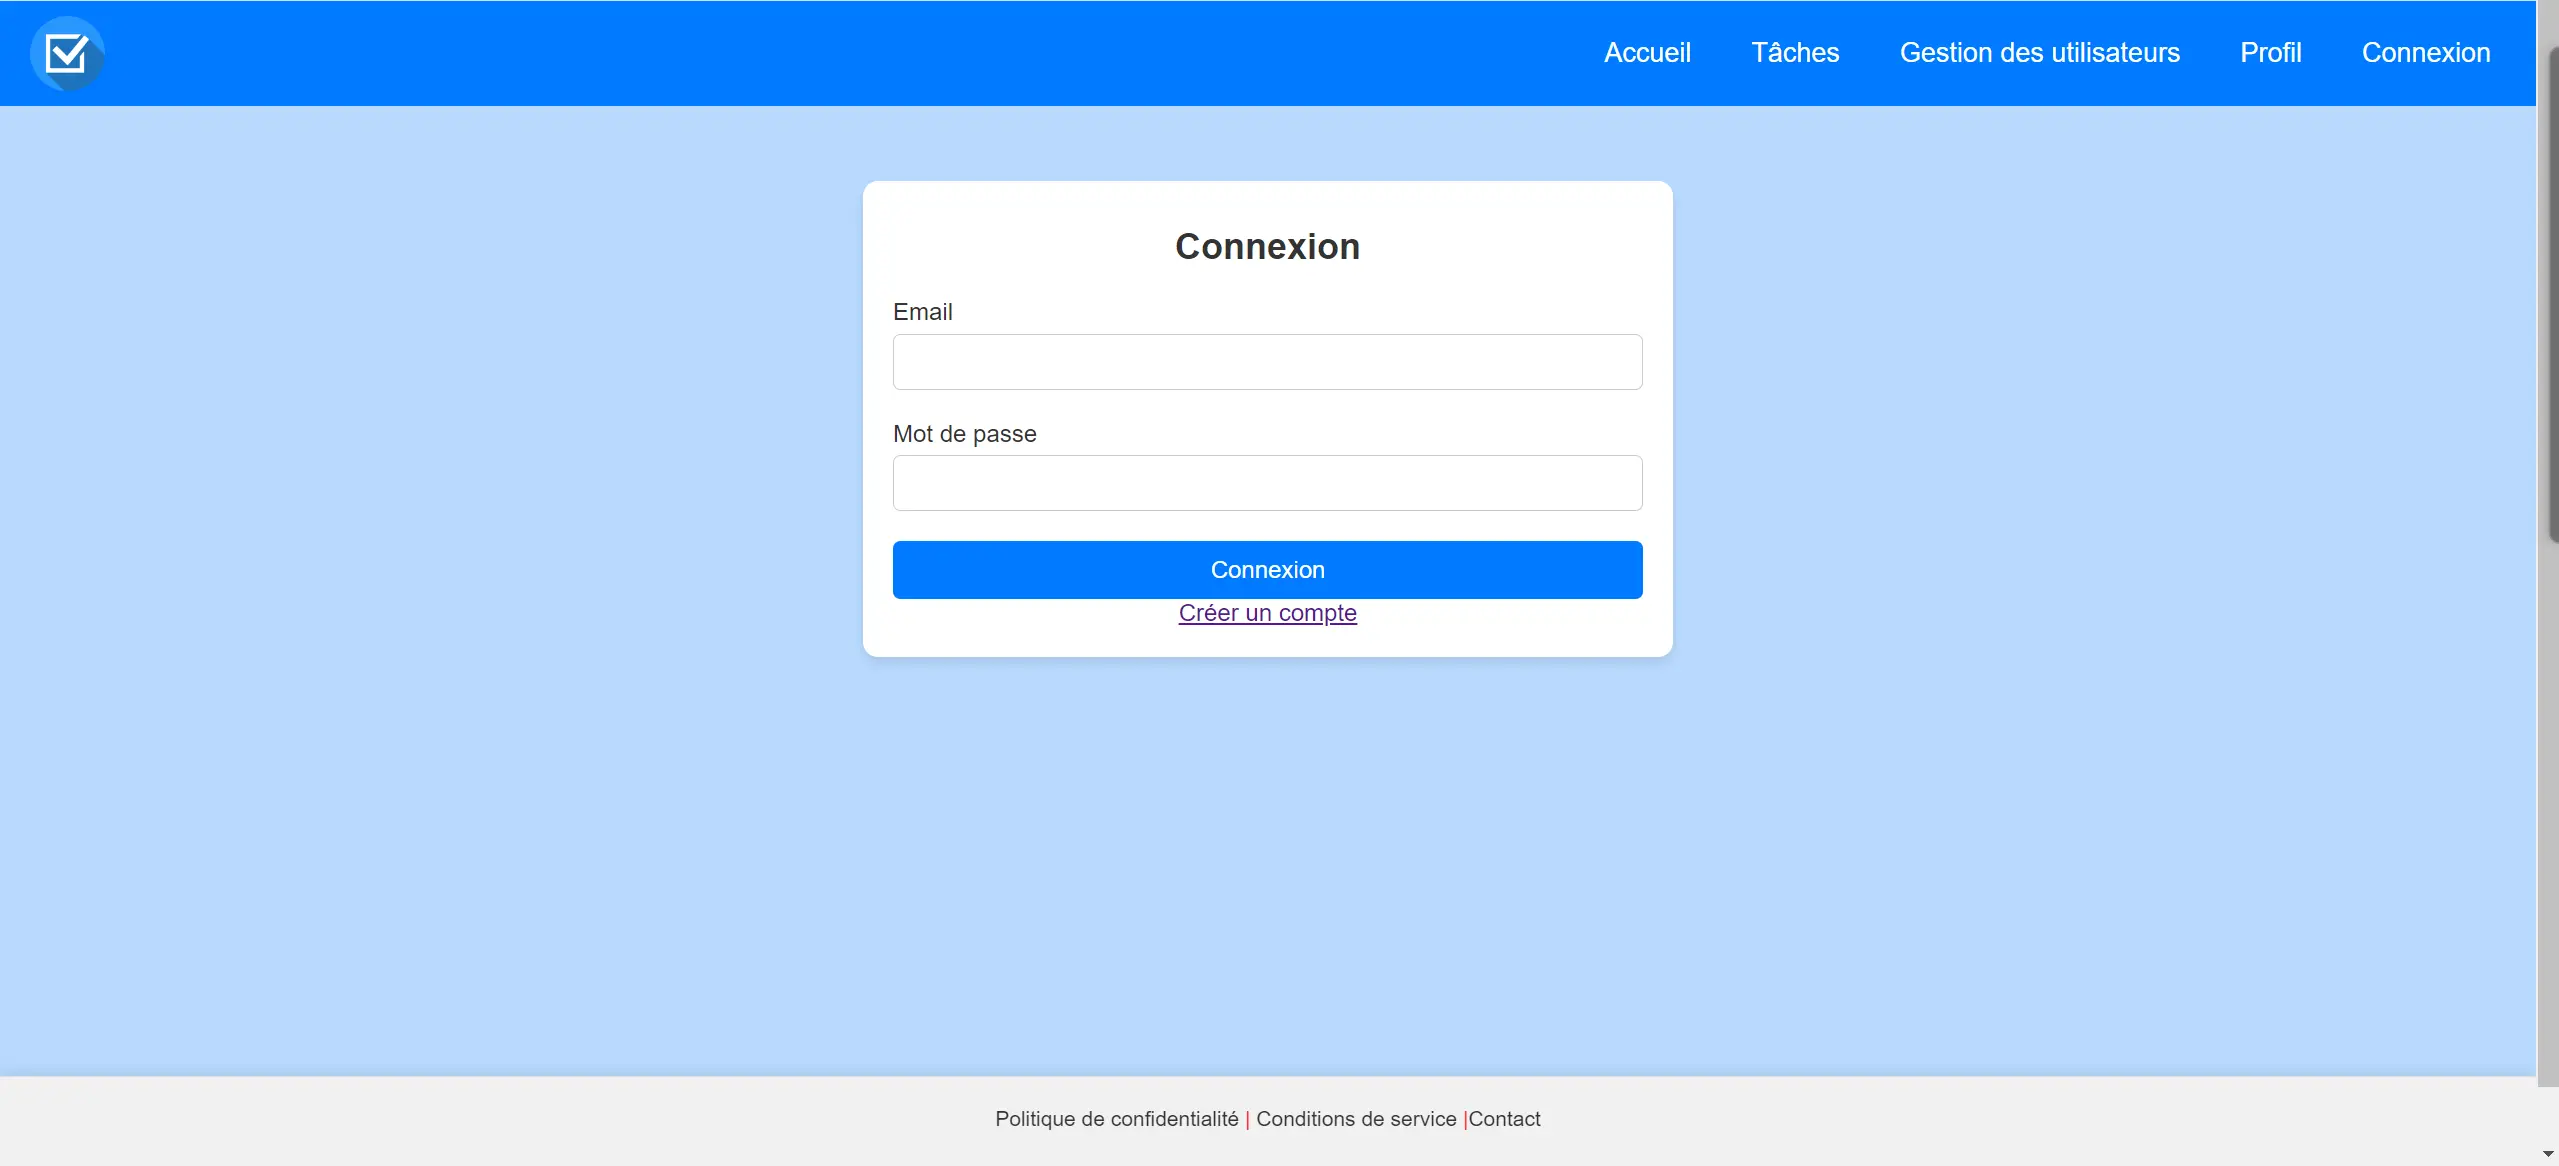 Accueil Tâches Gestion des utilisateurs Profil Connexion
Connexion
Email
Mot de passe
Connexion
Créer un compte
Politique de confidentialité | Conditions de service |Contact